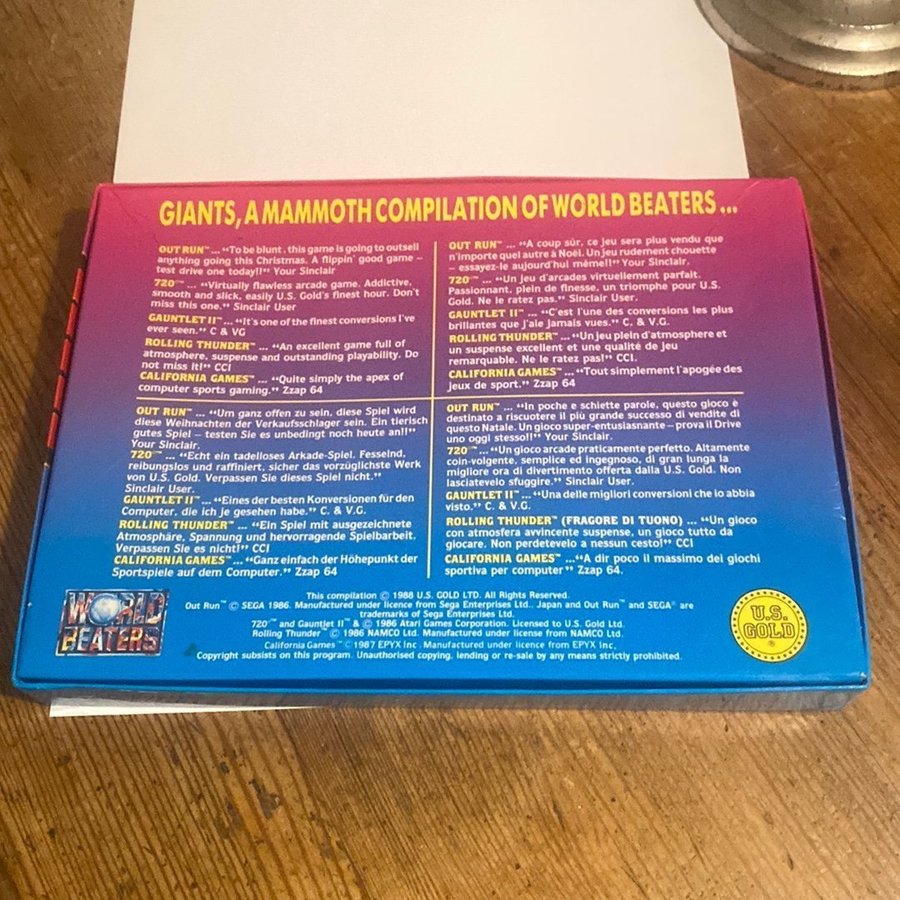 GIANTS, A MAMMOTH COMPILATION OF WORLD BEATERS ...
OUT RUN™ ... “To be blunt, this game is going to outsell
anything going this Christmas. A flippin' good game –
test drive one today!!” Your Sinclair
720°™ ... “Virtually flawless arcade game. Addictive,
smooth and slick, easily U.S. Gold's finest hour. Don't
miss this one.” Sinclair User
GAUNTLET II™ ... “It's one of the finest conversions I've
ever seen.” C & VG
ROLLING THUNDER™ ... “An excellent game full of
atmosphere, suspense and outstanding playability. Do
not miss it!” CCI
CALIFORNIA GAMES™ ... “Quite simply the apex of
computer sports gaming.” Zzap 64
OUT RUN™ ... “A coup sûr, ce jeu sera plus vendu que
n'importe quel autre à Noël. Un jeu rudement chouette
– essayez-le aujourd'hui même!!” Your Sinclair.
720°™ ... “Un jeu d'arcades virtuellement parfait.
Passionnant, plein de finesse, un triomphe pour U.S.
Gold. Ne le ratez pas.” Sinclair User.
GAUNTLET II™ ... “C'est l'une des conversions les plus
brillantes que j'aie jamais vues.” C. & V.G.
ROLLING THUNDER™ ... “Un jeu plein d'atmosphere et
un suspense excellent et une qualité de jeu
remarquable. Ne le ratez pas!” CCI.
CALIFORNIA GAMES™ ... “Tout simplement l'apogée des
jeux de sport.” Zzap 64
OUT RUN™ ... “Um ganz offen zu sein, diese Spiel wird
diese Weihnachten der Verkaufsschlager sein. Ein tierisch
gutes Spiel – testen Sie es unbedingt noch heute an!!”
Your Sinclair.
720°™ ... “Echt ein tadelloses Arkade-Spiel. Fesselnd,
reibungslos und raffiniert, sicher das vorzüglichste Werk
von U.S. Gold. Verpassen Sie dieses Spiel nicht.”
Sinclair User.
GAUNTLET II™ ... “Eines der besten Konversionen für den
Computer, die ich je gesehen habe.” C. & V.G.
ROLLING THUNDER™ ... “Ein Spiel mit ausgezeichnete
Atmosphäre, Spannung und hervorragende Spielbarkeit.
Verpassen Sie es nicht!” CCI
CALIFORNIA GAMES™ ... “Ganz einfach der Höhepunkt der
Sportspiele auf dem Computer.” Zzap 64
OUT RUN™ ... “In poche e schiette parole, questo gioco è
destinato a riscuotere il più grande successo di vendite di
questo Natale. Un gioco super-entusiasnante – prova il Drive
uno oggi stesso!!” Your Sinclair.
720°™ ... “Un gioco arcade praticamente perfetto. Altamente
coin-volgente, semplice ed ingegnoso, di gran lunga la
migliore ora di divertimento offerta dalla U.S. Gold. Non
lasciatevelo sfuggire.” Sinclair User.
GAUNTLET II™ ... “Una delle migliori conversioni che io abbia
visto.” C. & V.G.
ROLLING THUNDER™ (FRAGORE DI TUONO) ... “Un gioco
con atmosfera avvincente suspense, un gioco tutto da
giocare. Non perdetevelo a nessun cesto!” CCI
CALIFORNIA GAMES™ ... “A dir poco il massimo dei giochi
sportiva per computer” Zzap 64.
WORLD
BEATERS
This compilation © 1988 U.S. GOLD LTD. All Rights Reserved.
Out Run™ © SEGA 1986. Manufactured under licence from Sega Enterprises Ltd., Japan and Out Run™ and SEGA® are
trademarks of Sega Enterprises Ltd.
720°™ and Gauntlet II™ & © 1986 Atari Games Corporation. Licensed to U.S. Gold Ltd.
Rolling Thunder™ © 1986 NAMCO Ltd. Manufactured under license from NAMCO Ltd.
California Games™ © 1987 EPYX Inc. Manufactured under licence from EPYX Inc.
Copyright subsists on this program. Unauthorised copying, lending or re-sale by any means strictly prohibited.
U.S.
GOLD
®